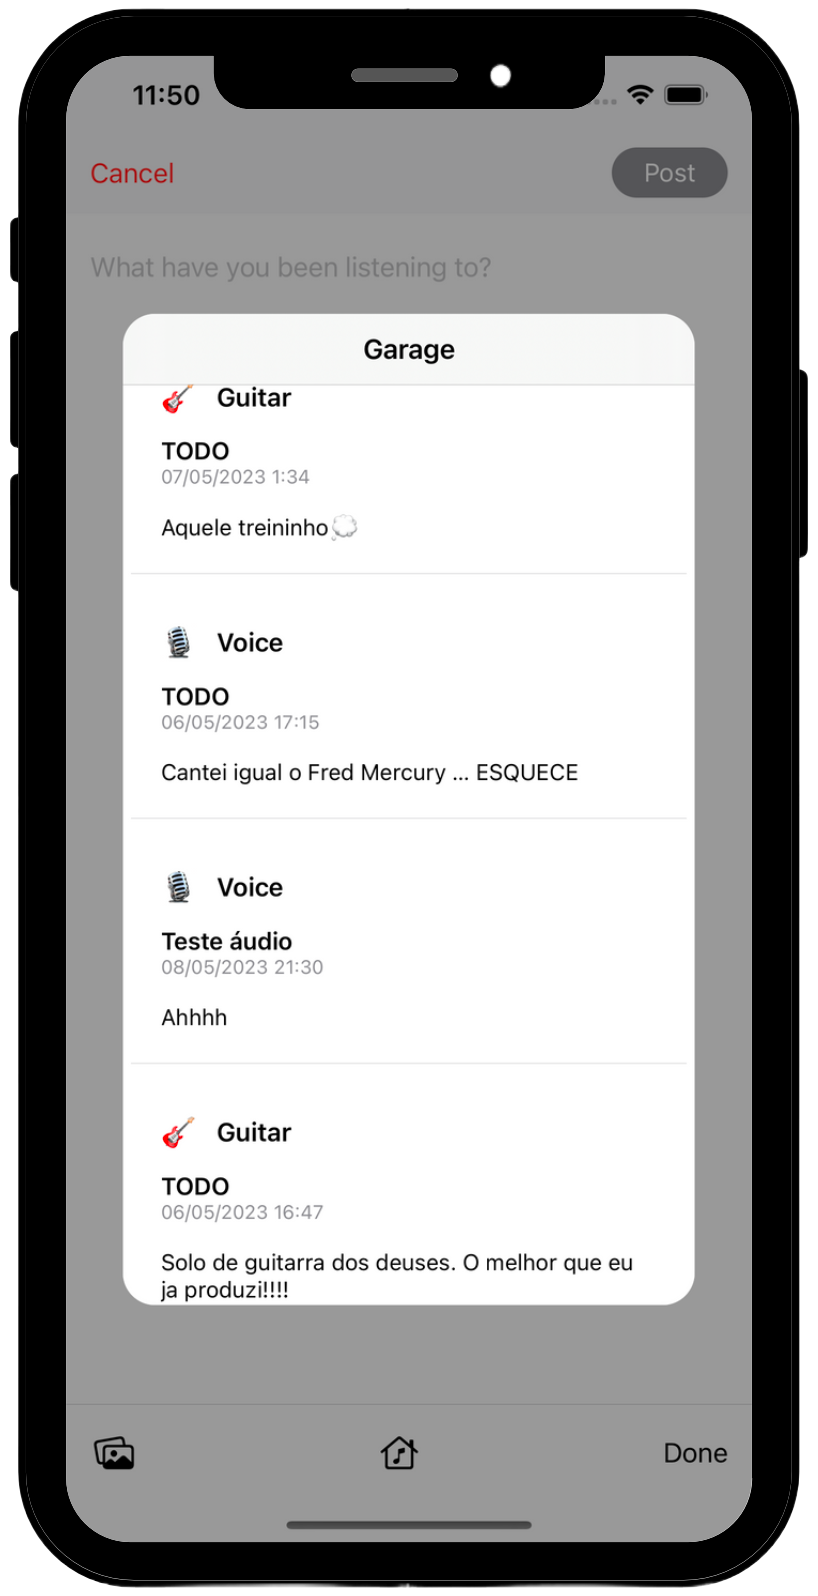 11:50
Cancel
Post
What have you been listening to?
Garage
Guitar
TODO
07/05/2023 1:34
Aquele treininho💭
Voice
TODO
06/05/2023 17:15
Cantei igual o Fred Mercury ... ESQUECE
Voice
Teste áudio
08/05/2023 21:30
Ahhhh
Guitar
TODO
06/05/2023 16:47
Solo de guitarra dos deuses. O melhor que eu
ja produzi!!!!
Done